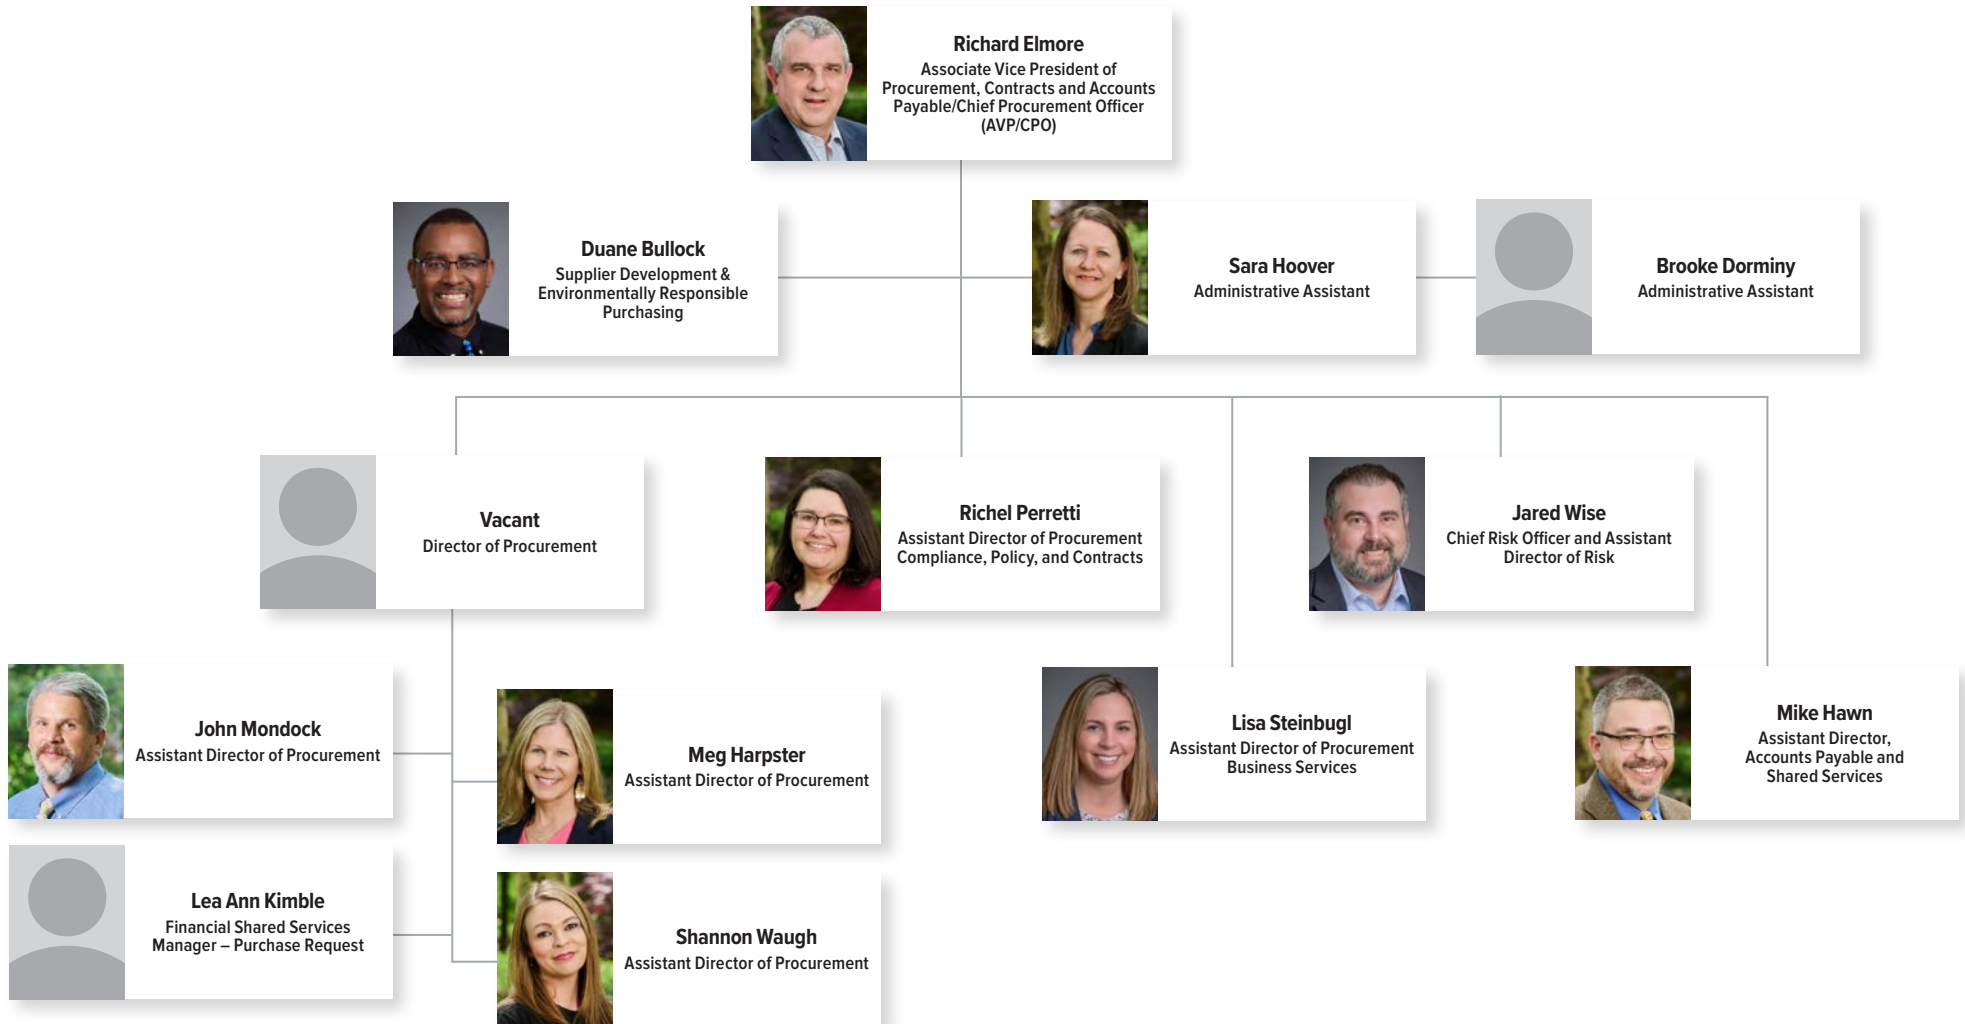 Richard Elmore
Associate Vice President of
Procurement, Contracts and Accounts
Payable/Chief Procurement Officer
(AVP/CPO)
Duane Bullock
Supplier Development &
Environmentally Responsible
Purchasing
Sara Hoover
Administrative Assistant
Brooke Dorminy
Administrative Assistant
Vacant
Director of Procurement
Richel Perretti
Assistant Director of Procurement
Compliance, Policy, and Contracts
Jared Wise
Chief Risk Officer and Assistant
Director of Risk
John Mondock
Assistant Director of Procurement
Meg Harpster
Assistant Director of Procurement
Lisa Steinbugl
Assistant Director of Procurement
Business Services
Mike Hawn
Assistant Director,
Accounts Payable and
Shared Services
Lea Ann Kimble
Financial Shared Services
Manager – Purchase Request
Shannon Waugh
Assistant Director of Procurement